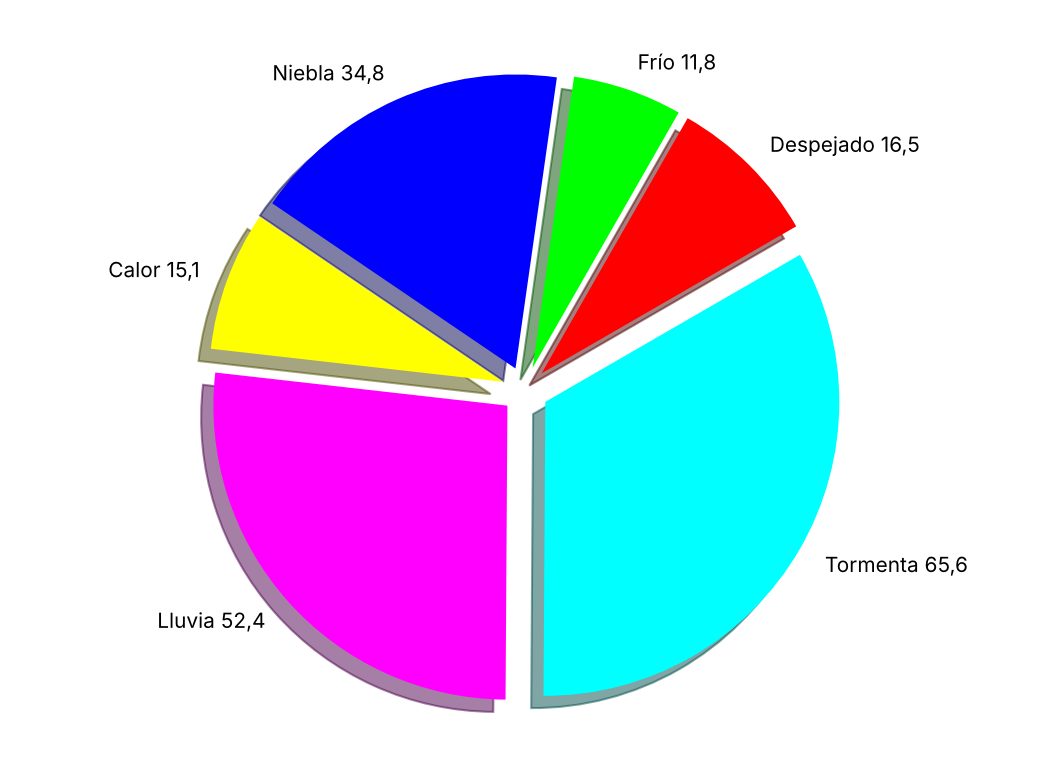 Frío 11,8
Niebla 34,8
Despejado 16,5
Calor 15,1
Tormenta 65,6
Lluvia 52,4